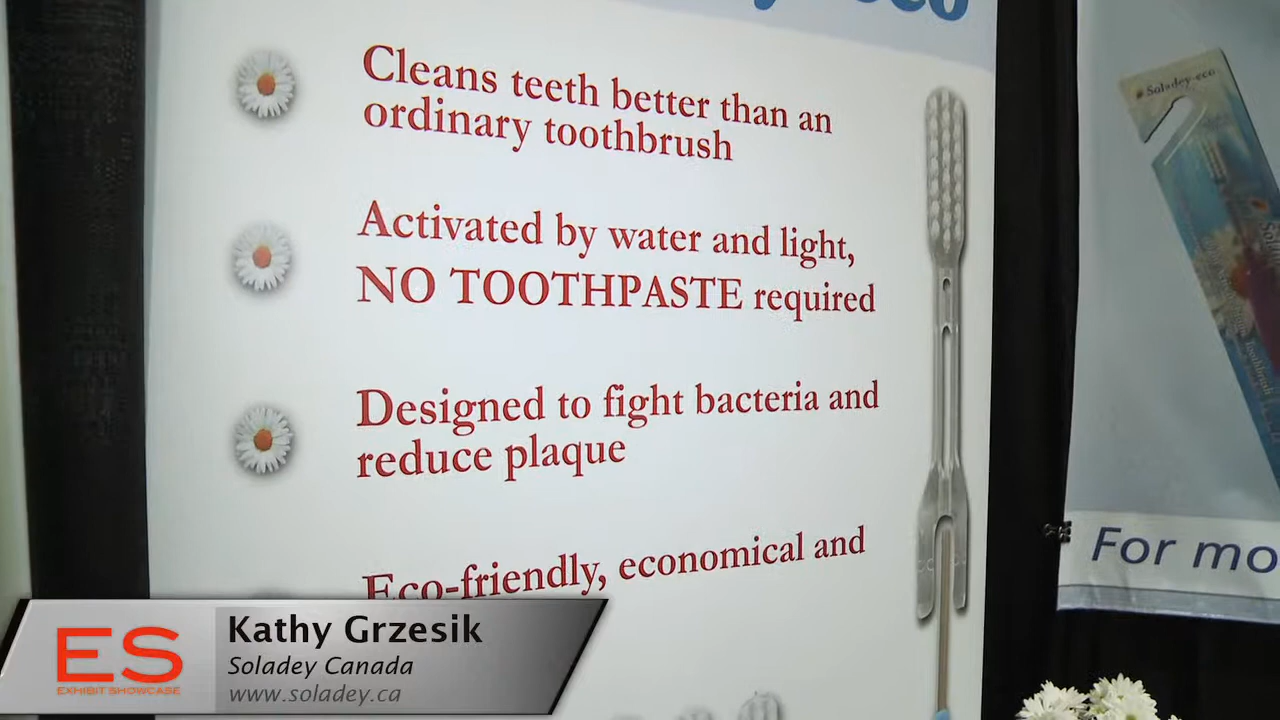 eco
Cleans teeth better than an
ordinary toothbrush
Activated by water and light,
NO TOOTHPASTE required
Designed to fight bacteria and
reduce plaque
Eco-friendly, economical and
Soladey-eco
For mo
ES
EXHIBIT SHOWCASE
Kathy Grzesik
Soladey Canada
www.soladey.ca